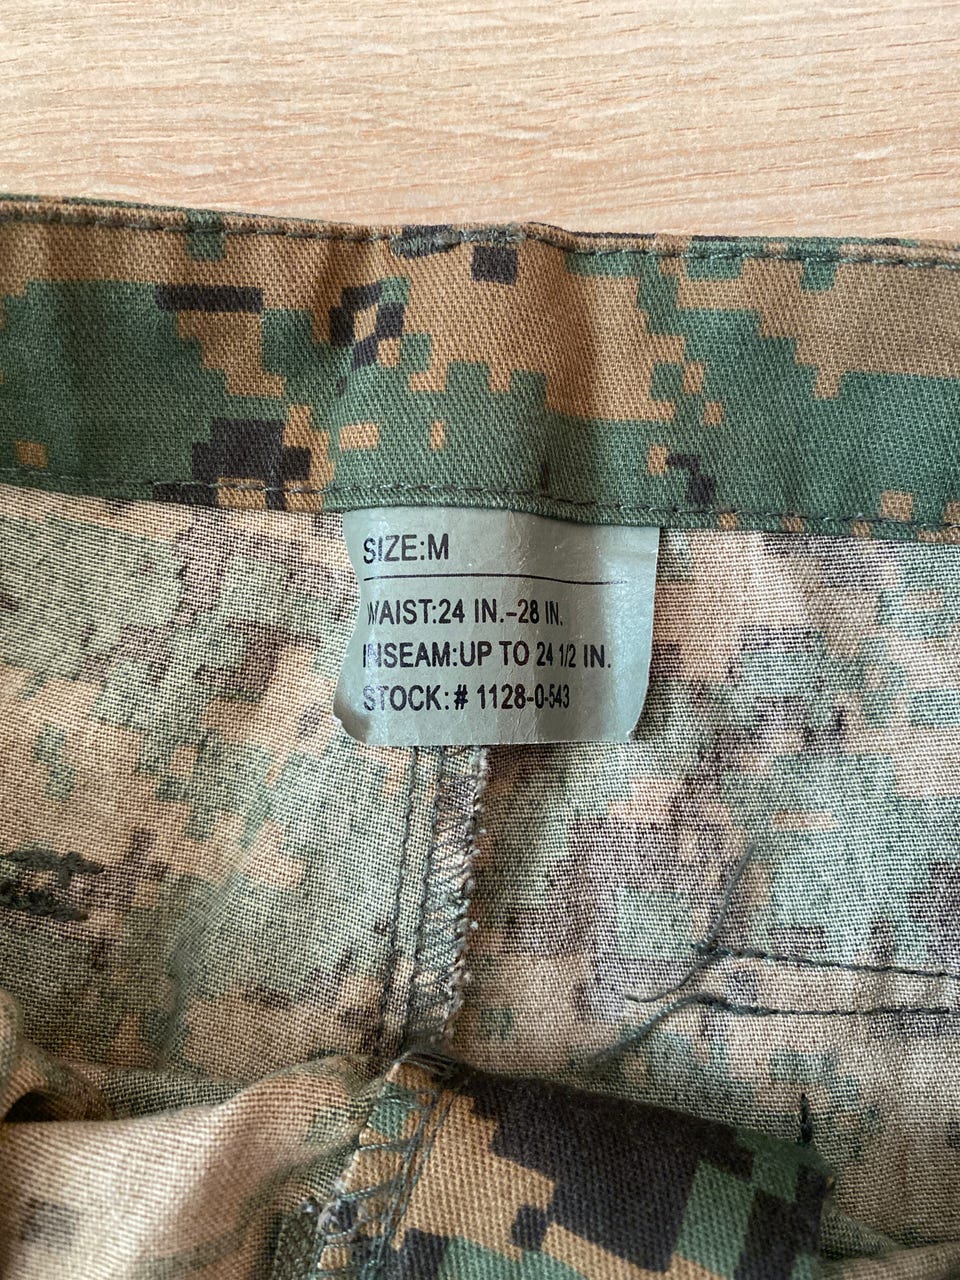 SIZE:M
WAIST:24 IN.-28 IN.
INSEAM:UP TO 24 1/2 IN.
STOCK:# 1128-0-543